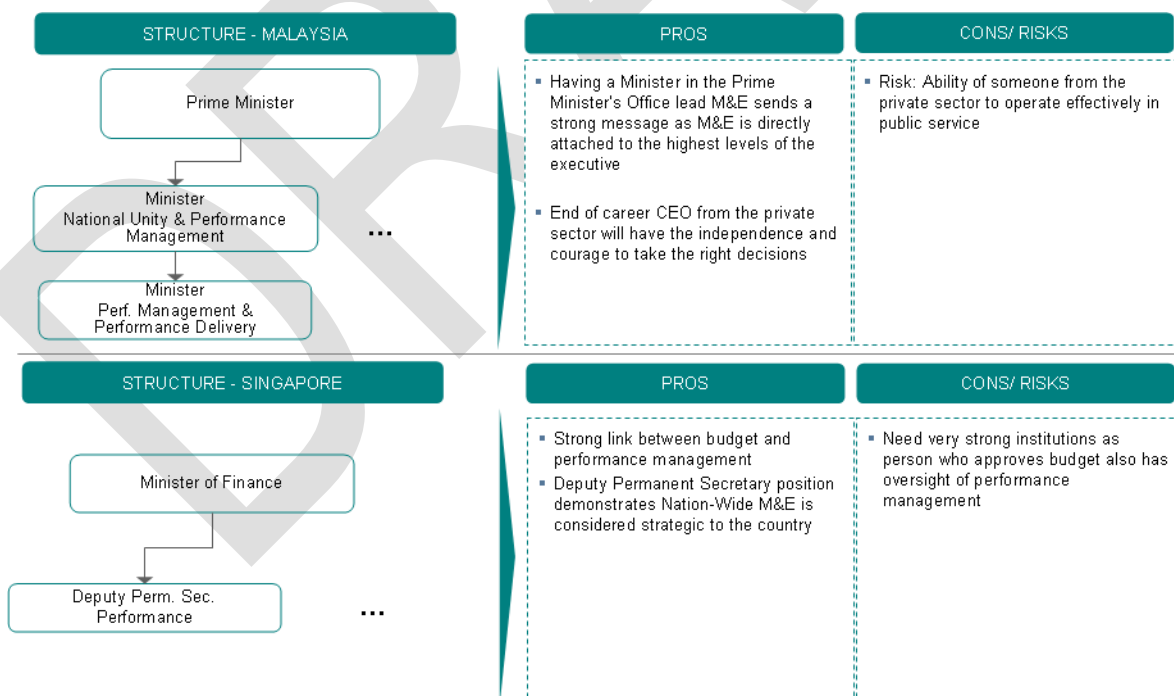 STRUCTURE - MALAYSIA
Prime Minister
Minister
National Unity & Performance
Management
...
Minister
Perf. Management &
Performance Delivery
PROS
▪ Having a Minister in the Prime
Minister's Office lead M&E sends a
strong message as M&E is directly
attached to the highest levels of the
executive
▪ End of career CEO from the private
sector will have the independence and
courage to take the right decisions
CONS/ RISKS
▪ Risk: Ability of someone from the
private sector to operate effectively in
public service
STRUCTURE - SINGAPORE
Minister of Finance
Deputy Perm. Sec.
Performance
...
PROS
▪ Strong link between budget and
performance management
▪ Deputy Permanent Secretary position
demonstrates Nation-Wide M&E is
considered strategic to the country
CONS/ RISKS
▪ Need very strong institutions as
person who approves budget also has
oversight of performance
management